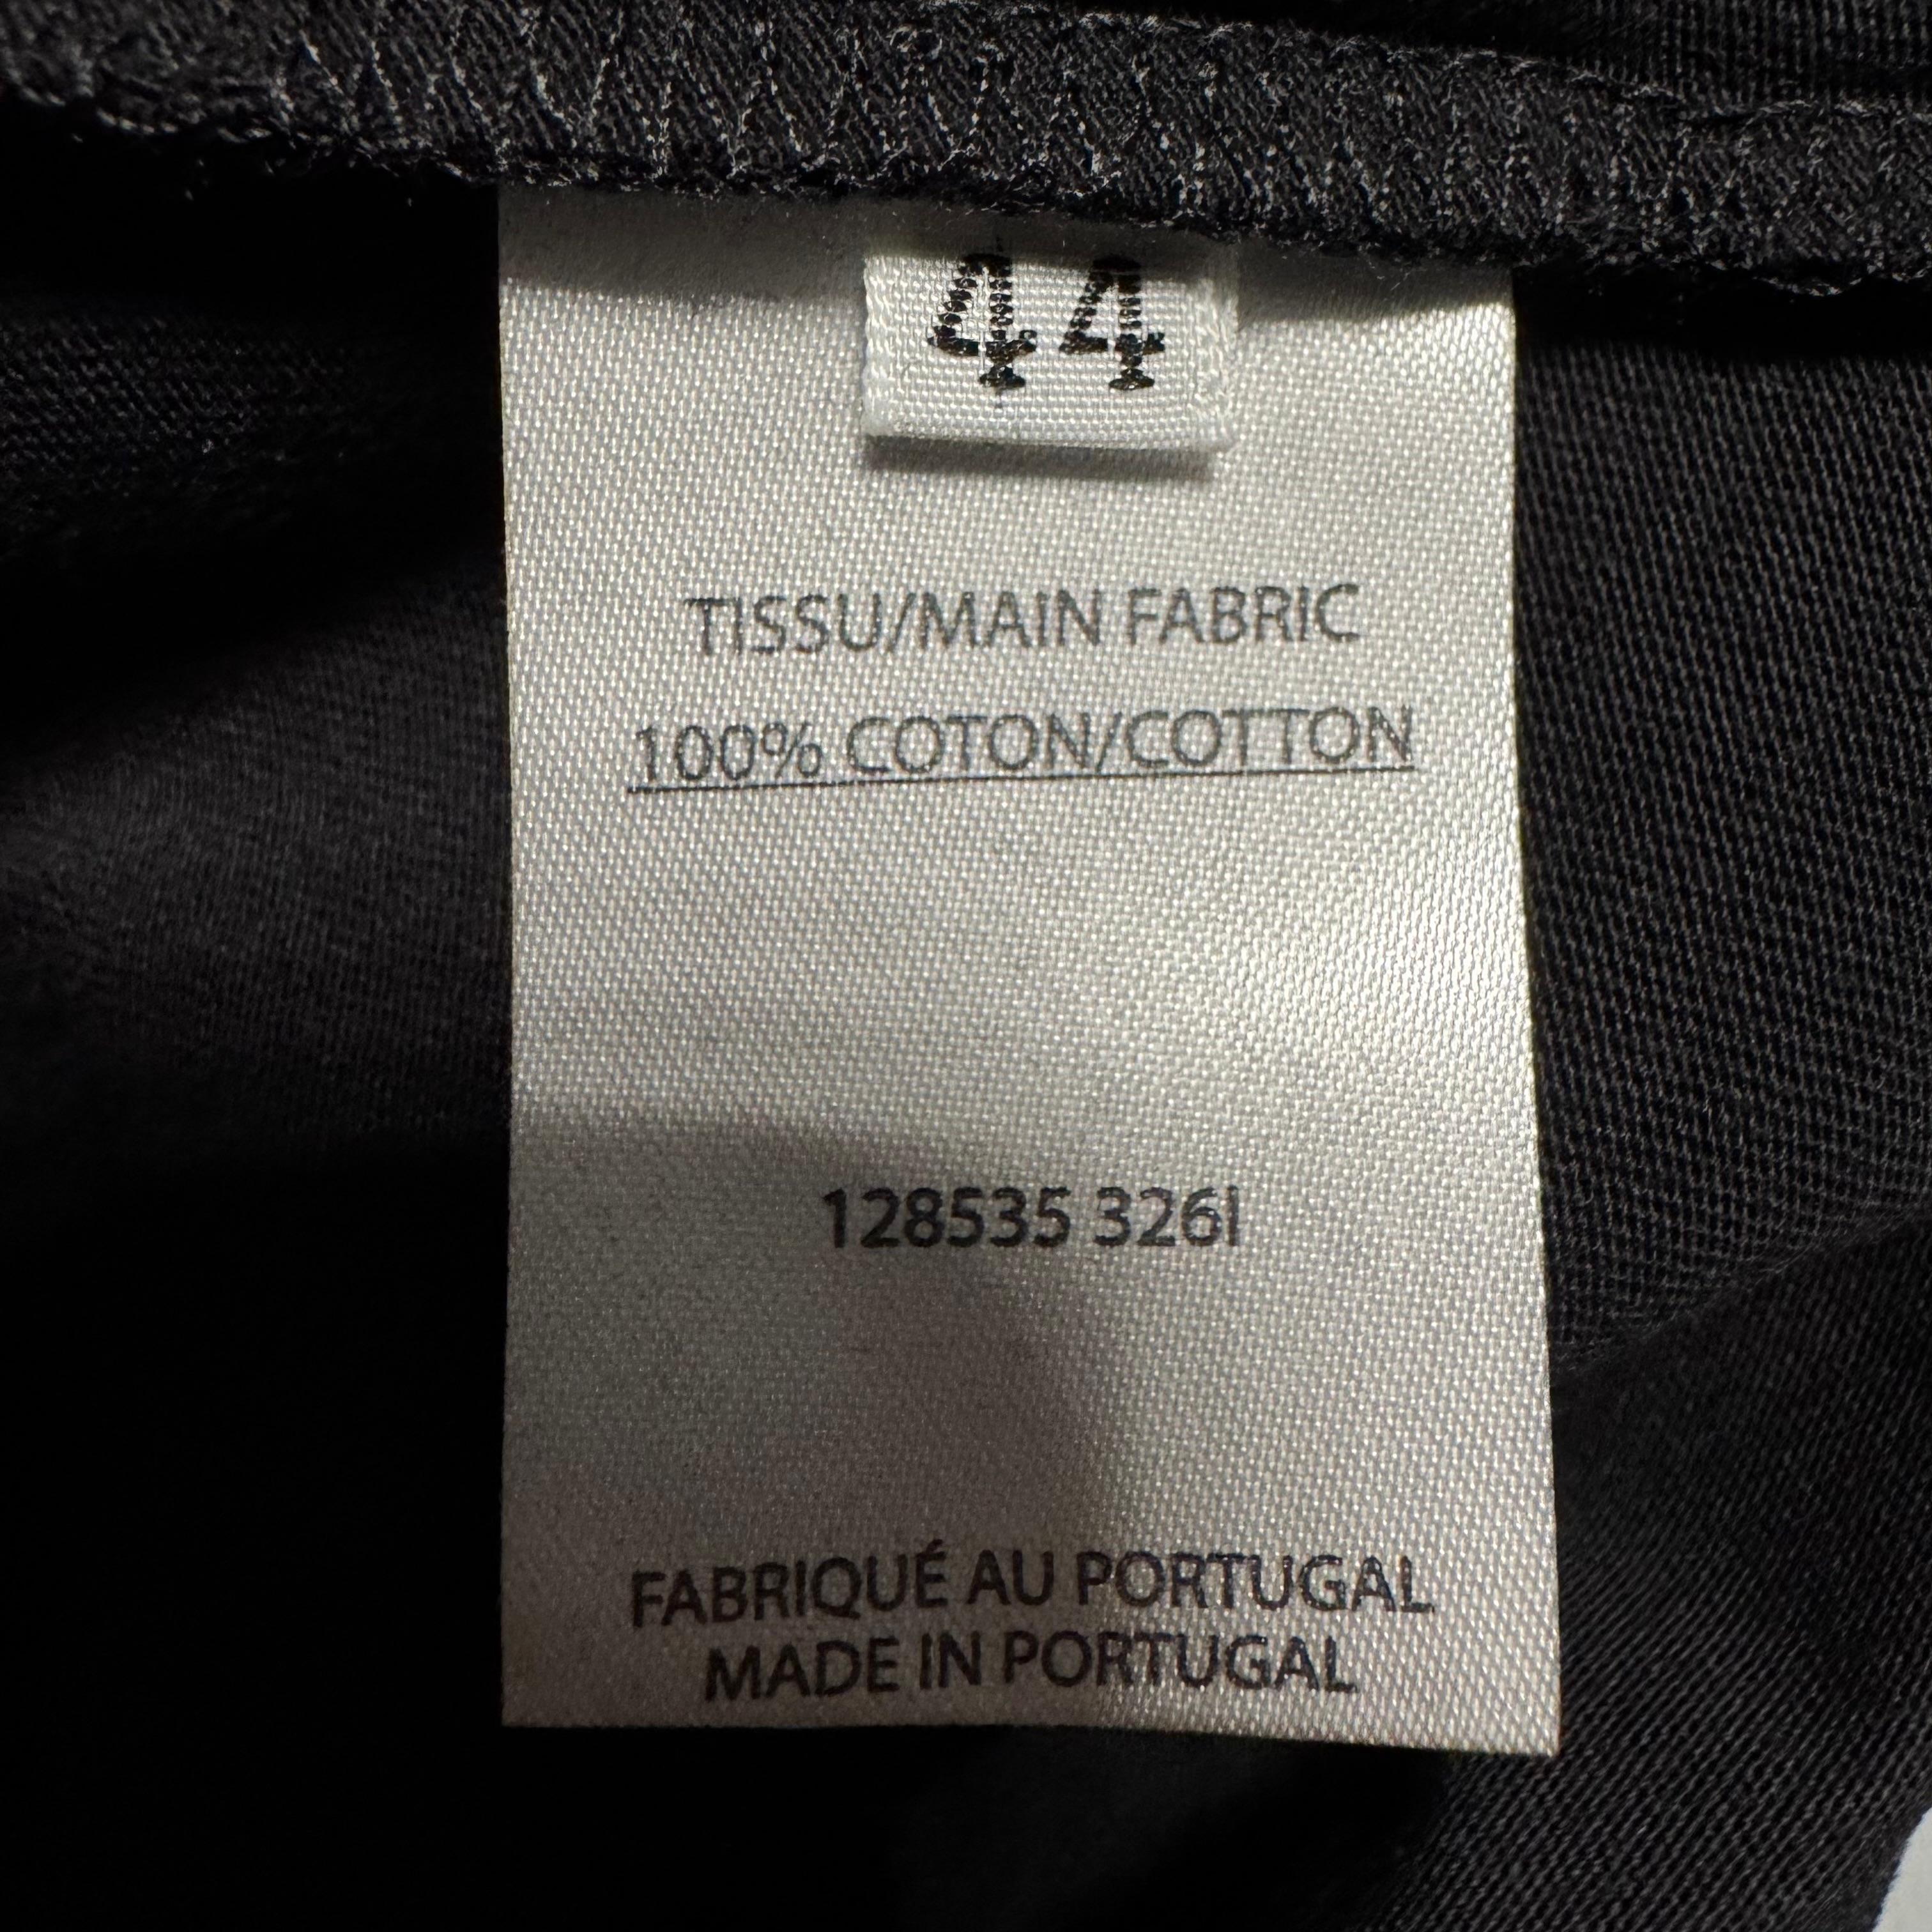 44
TISSU/MAIN FABRIC
100% COTON/COTTON
128535 326I
FABRIQUÉ AU PORTUGAL
MADE IN PORTUGAL